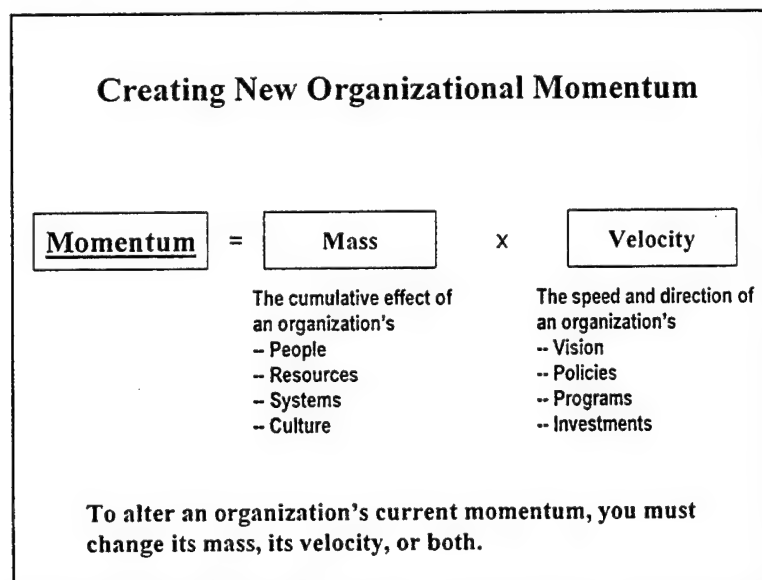 Creating New Organizational Momentum
Momentum = Mass x Velocity
The cumulative effect of
an organization's
-- People
-- Resources
-- Systems
-- Culture
The speed and direction of
an organization's
-- Vision
-- Policies
-- Programs
-- Investments
To alter an organization's current momentum, you must
change its mass, its velocity, or both.